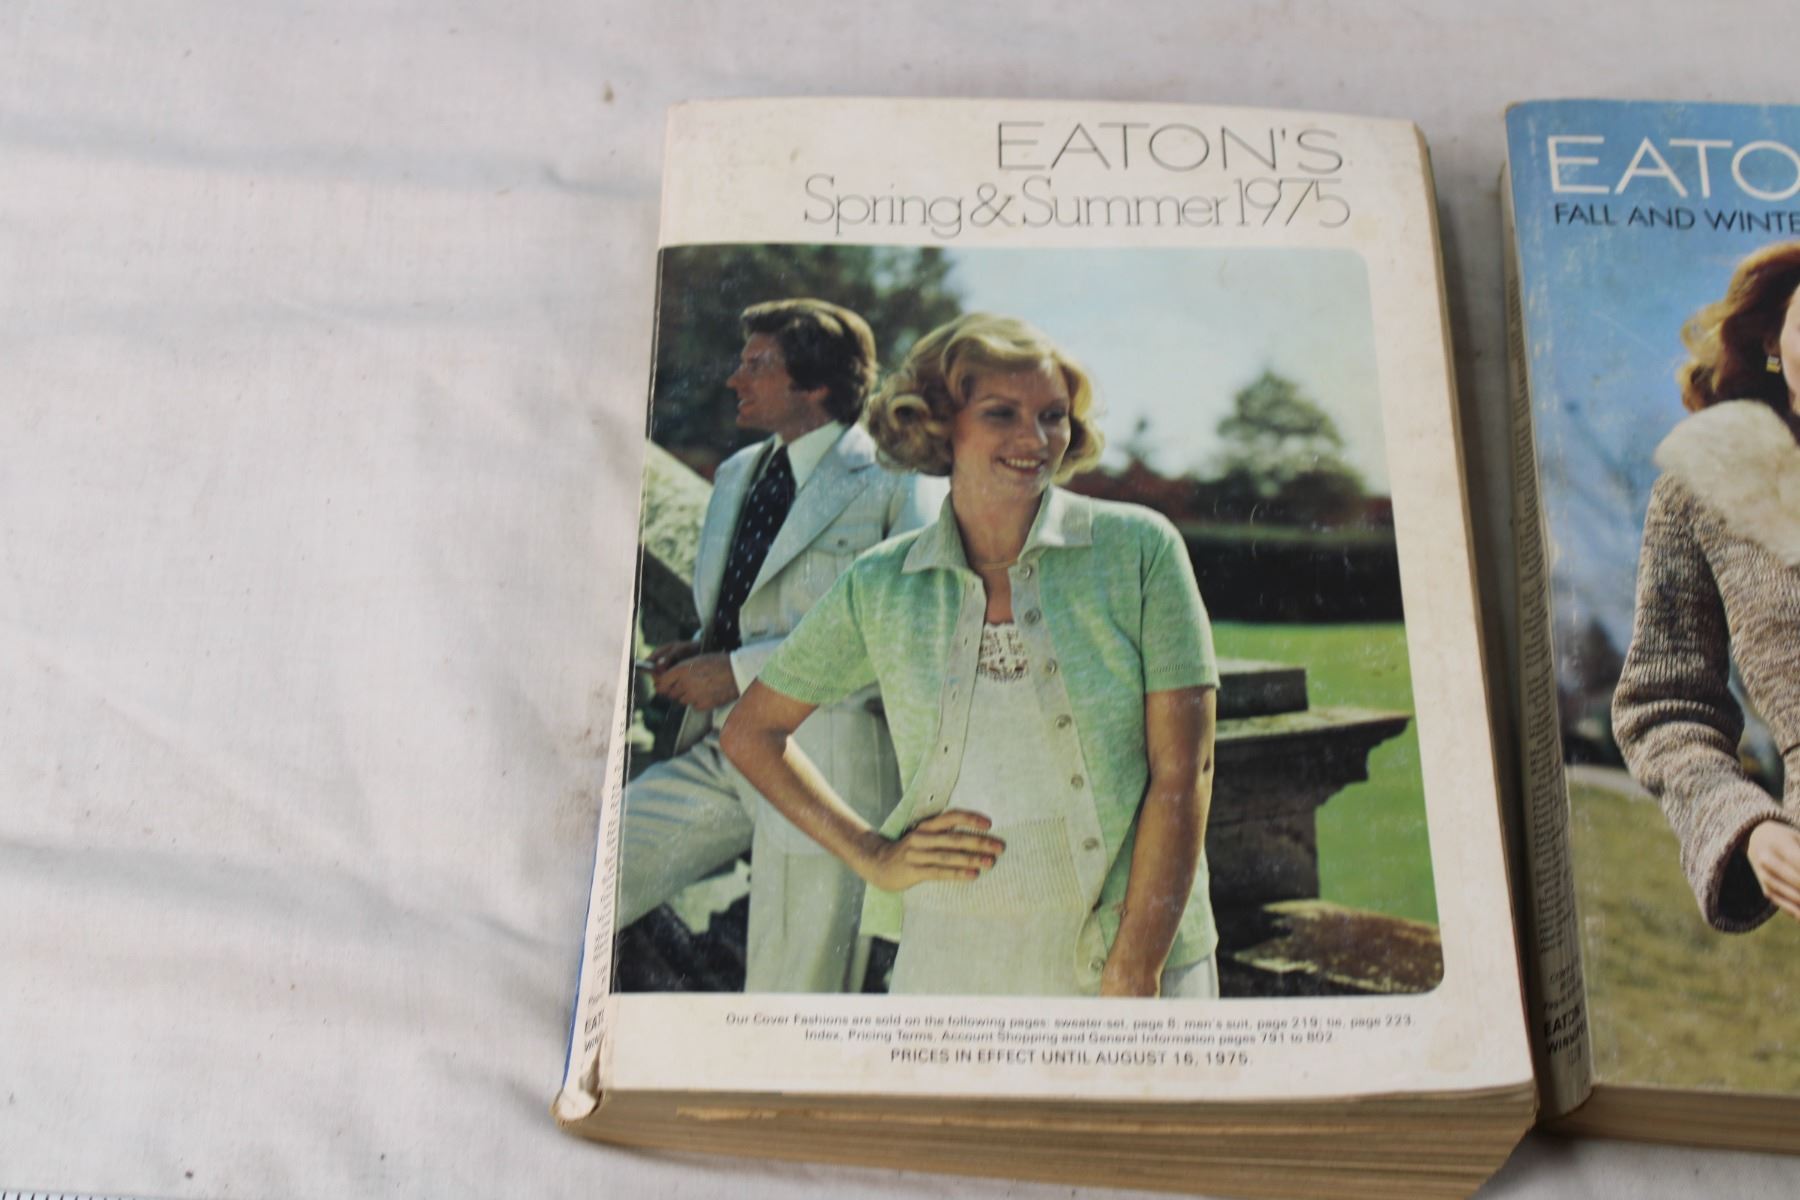 EATON'S
Spring & Summer 1975
Our Cover Fashions are sold on the following pages: sweater-set, page 8; men's suit, page 219; tie, page 223.
Index, Pricing Terms, Account Shopping and General Information pages 791 to 802.
PRICES IN EFFECT UNTIL AUGUST 16, 1975.
EATO
FALL AND WINTE